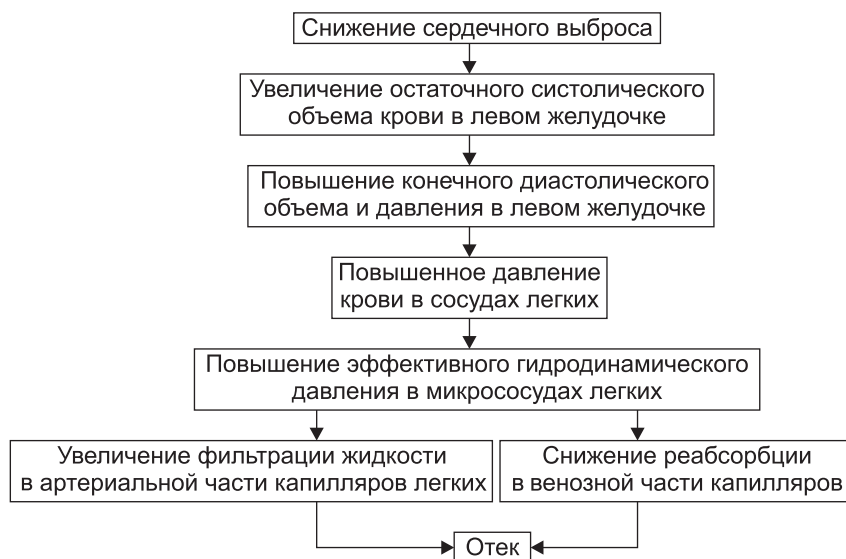 Снижение сердечного выброса
Увеличение остаточного систолического
объема крови в левом желудочке
Повышение конечного диастолического
объема и давления в левом желудочке
Повышенное давление
крови в сосудах легких
Повышение эффективного гидродинамического
давления в микрососудах легких
Увеличение фильтрации жидкости
в артериальной части капилляров легких
Снижение реабсорбции
в венозной части капилляров
Отек